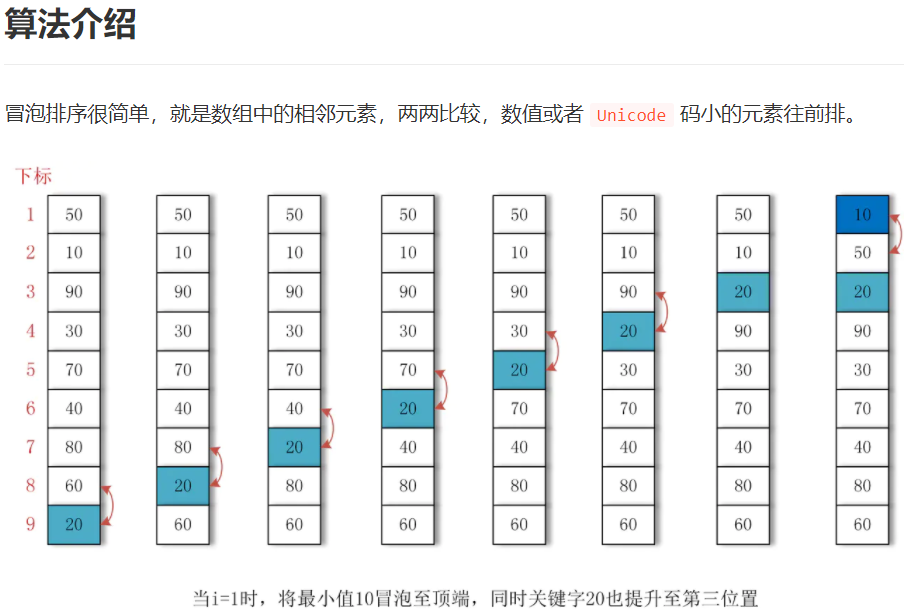 算法介绍
冒泡排序很简单，就是数组中的相邻元素，两两比较，数值或者 Unicode 码小的元素往前排。
下标
1 50 50 50 50 50 50 50 10
2 10 10 10 10 10 10 10 50
3 90 90 90 90 90 90 20 20
4 30 30 30 30 30 20 90 90
5 70 70 70 70 20 30 30 30
6 40 40 40 20 70 70 70 70
7 80 80 20 40 40 40 40 40
8 60 20 80 80 80 80 80 80
9 20 60 60 60 60 60 60 60
当i=1时，将最小值10冒泡至顶端，同时关键字20也提升至第三位置